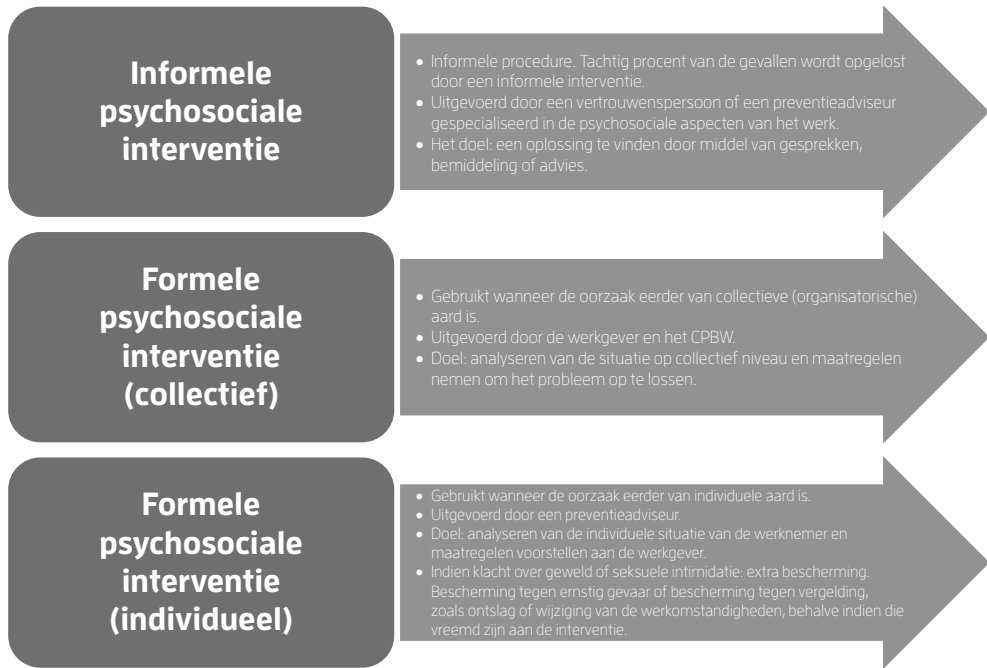 Informele
psychosociale
interventie
• Informele procedure. Tachtig procent van de gevallen wordt opgelost
door een informele interventie.
• Uitgevoerd door een vertrouwenspersoon of een preventieadviseur
gespecialiseerd in de psychosociale aspecten van het werk.
• Het doel: een oplossing te vinden door middel van gesprekken,
bemiddeling of advies.
Formele
psychosociale
interventie
(collectief)
• Gebruikt wanneer de oorzaak eerder van collectieve (organisatorische)
aard is.
• Uitgevoerd door de werkgever en het CPBW.
• Doel: analyseren van de situatie op collectief niveau en maatregelen
nemen om het probleem op te lossen.
Formele
psychosociale
interventie
(individueel)
• Gebruikt wanneer de oorzaak eerder van individuele aard is.
• Uitgevoerd door een preventieadviseur.
• Doel: analyseren van de individuele situatie van de werknemer en
maatregelen voorstellen aan de werkgever.
• Indien klacht over geweld of seksuele intimidatie: extra bescherming.
Bescherming tegen ernstig gevaar of bescherming tegen vergelding,
zoals ontslag of wijziging van de werkomstandigheden, behalve indien die
vreemd zijn aan de interventie.